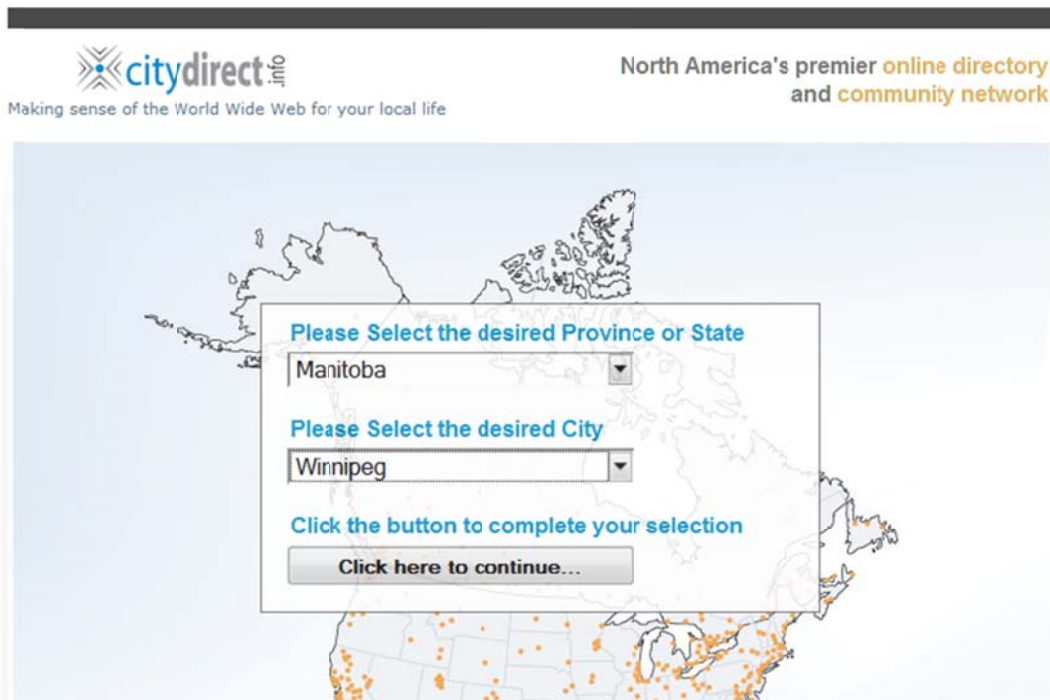 citydirect.info
Making sense of the World Wide Web for your local life
North America's premier online directory
and community network
Please Select the desired Province or State
Manitoba
Please Select the desired City
Winnipeg
Click the button to complete your selection
Click here to continue...